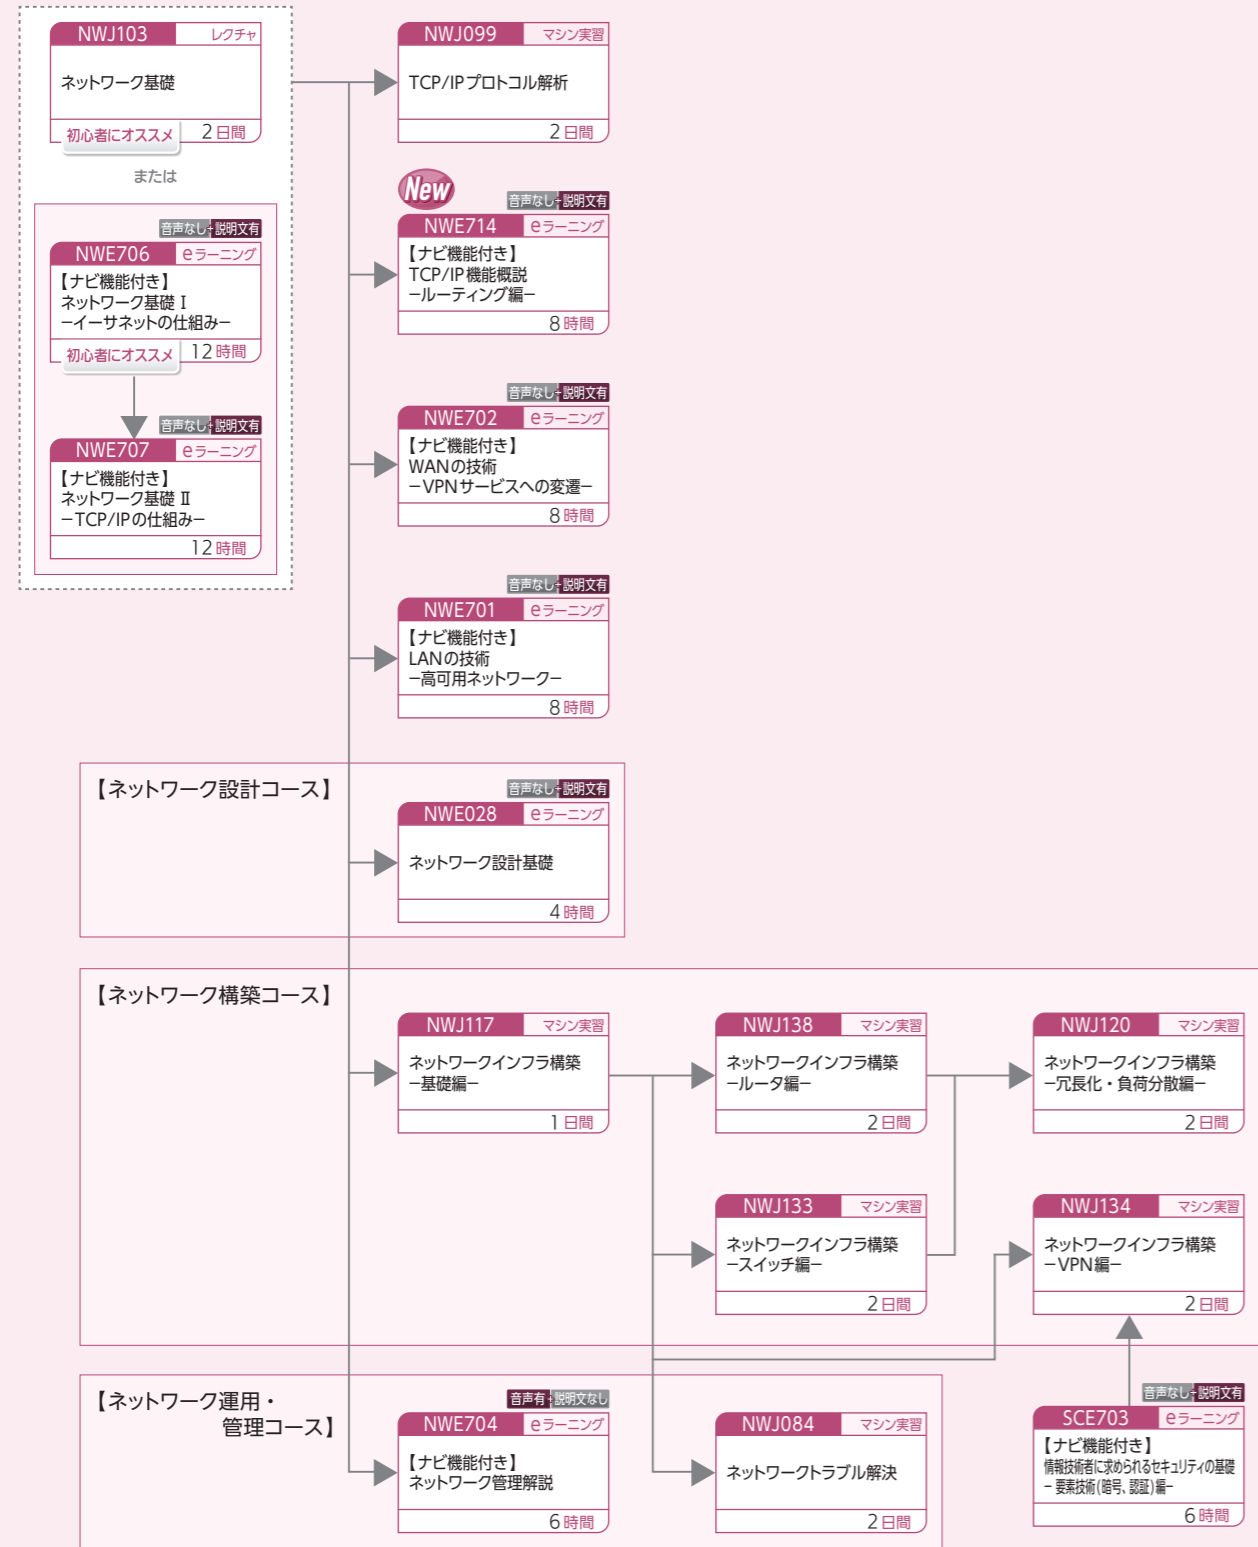 NWJ103 レクチャ
ネットワーク基礎
初心者にオススメ 2日間
または
音声なし+説明文有
NWE706 eラーニング
【ナビ機能付き】
ネットワーク基礎 Ⅰ
−イーサネットの仕組み−
初心者にオススメ 12時間
音声なし+説明文有
NWE707 eラーニング
【ナビ機能付き】
ネットワーク基礎 Ⅱ
−TCP/IPの仕組み−
12時間
NWJ099 マシン実習
TCP/IPプロトコル解析
2日間
New
音声なし+説明文有
NWE714 eラーニング
【ナビ機能付き】
TCP/IP機能概説
−ルーティング編−
8時間
音声なし+説明文有
NWE702 eラーニング
【ナビ機能付き】
WANの技術
−VPNサービスへの変遷−
8時間
音声なし+説明文有
NWE701 eラーニング
【ナビ機能付き】
LANの技術
−高可用ネットワーク−
8時間
【ネットワーク設計コース】
音声なし+説明文有
NWE028 eラーニング
ネットワーク設計基礎
4時間
【ネットワーク構築コース】
NWJ117 マシン実習
ネットワークインフラ構築
−基礎編−
1日間
NWJ138 マシン実習
ネットワークインフラ構築
−ルータ編−
2日間
NWJ120 マシン実習
ネットワークインフラ構築
−冗長化・負荷分散編−
2日間
NWJ133 マシン実習
ネットワークインフラ構築
−スイッチ編−
2日間
NWJ134 マシン実習
ネットワークインフラ構築
−VPN編−
2日間
【ネットワーク運用・
管理コース】
音声有+説明文なし
NWE704 eラーニング
【ナビ機能付き】
ネットワーク管理解説
6時間
NWJ084 マシン実習
ネットワークトラブル解決
2日間
音声なし+説明文有
SCE703 eラーニング
【ナビ機能付き】
情報技術者に求められるセキュリティの基礎
− 要素技術(暗号、認証)編−
6時間